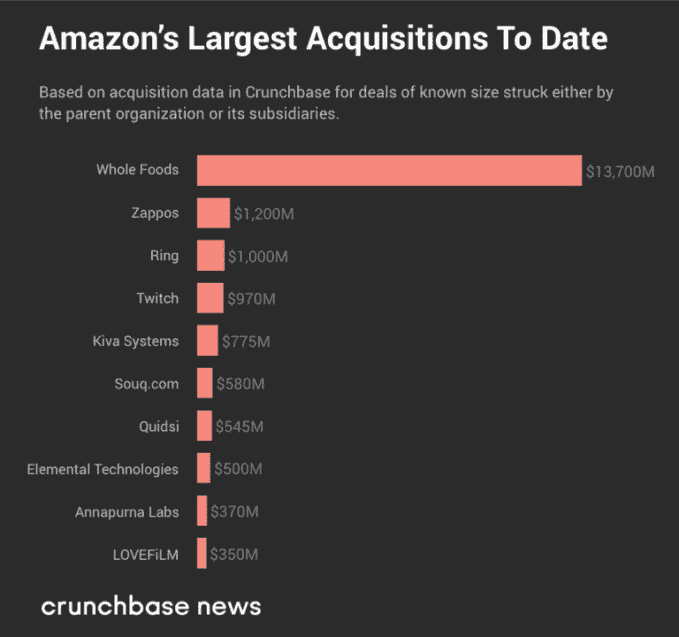 Amazon's Largest Acquisitions To Date
Based on acquisition data in Crunchbase for deals of known size struck either by
the parent organization or its subsidiaries.
Whole Foods $13,700M
Zappos $1,200M
Ring $1,000M
Twitch $970M
Kiva Systems $775M
Souq.com $580M
Quidsi $545M
Elemental Technologies $500M
Annapurna Labs $370M
LOVEFiLM $350M
crunchbase news